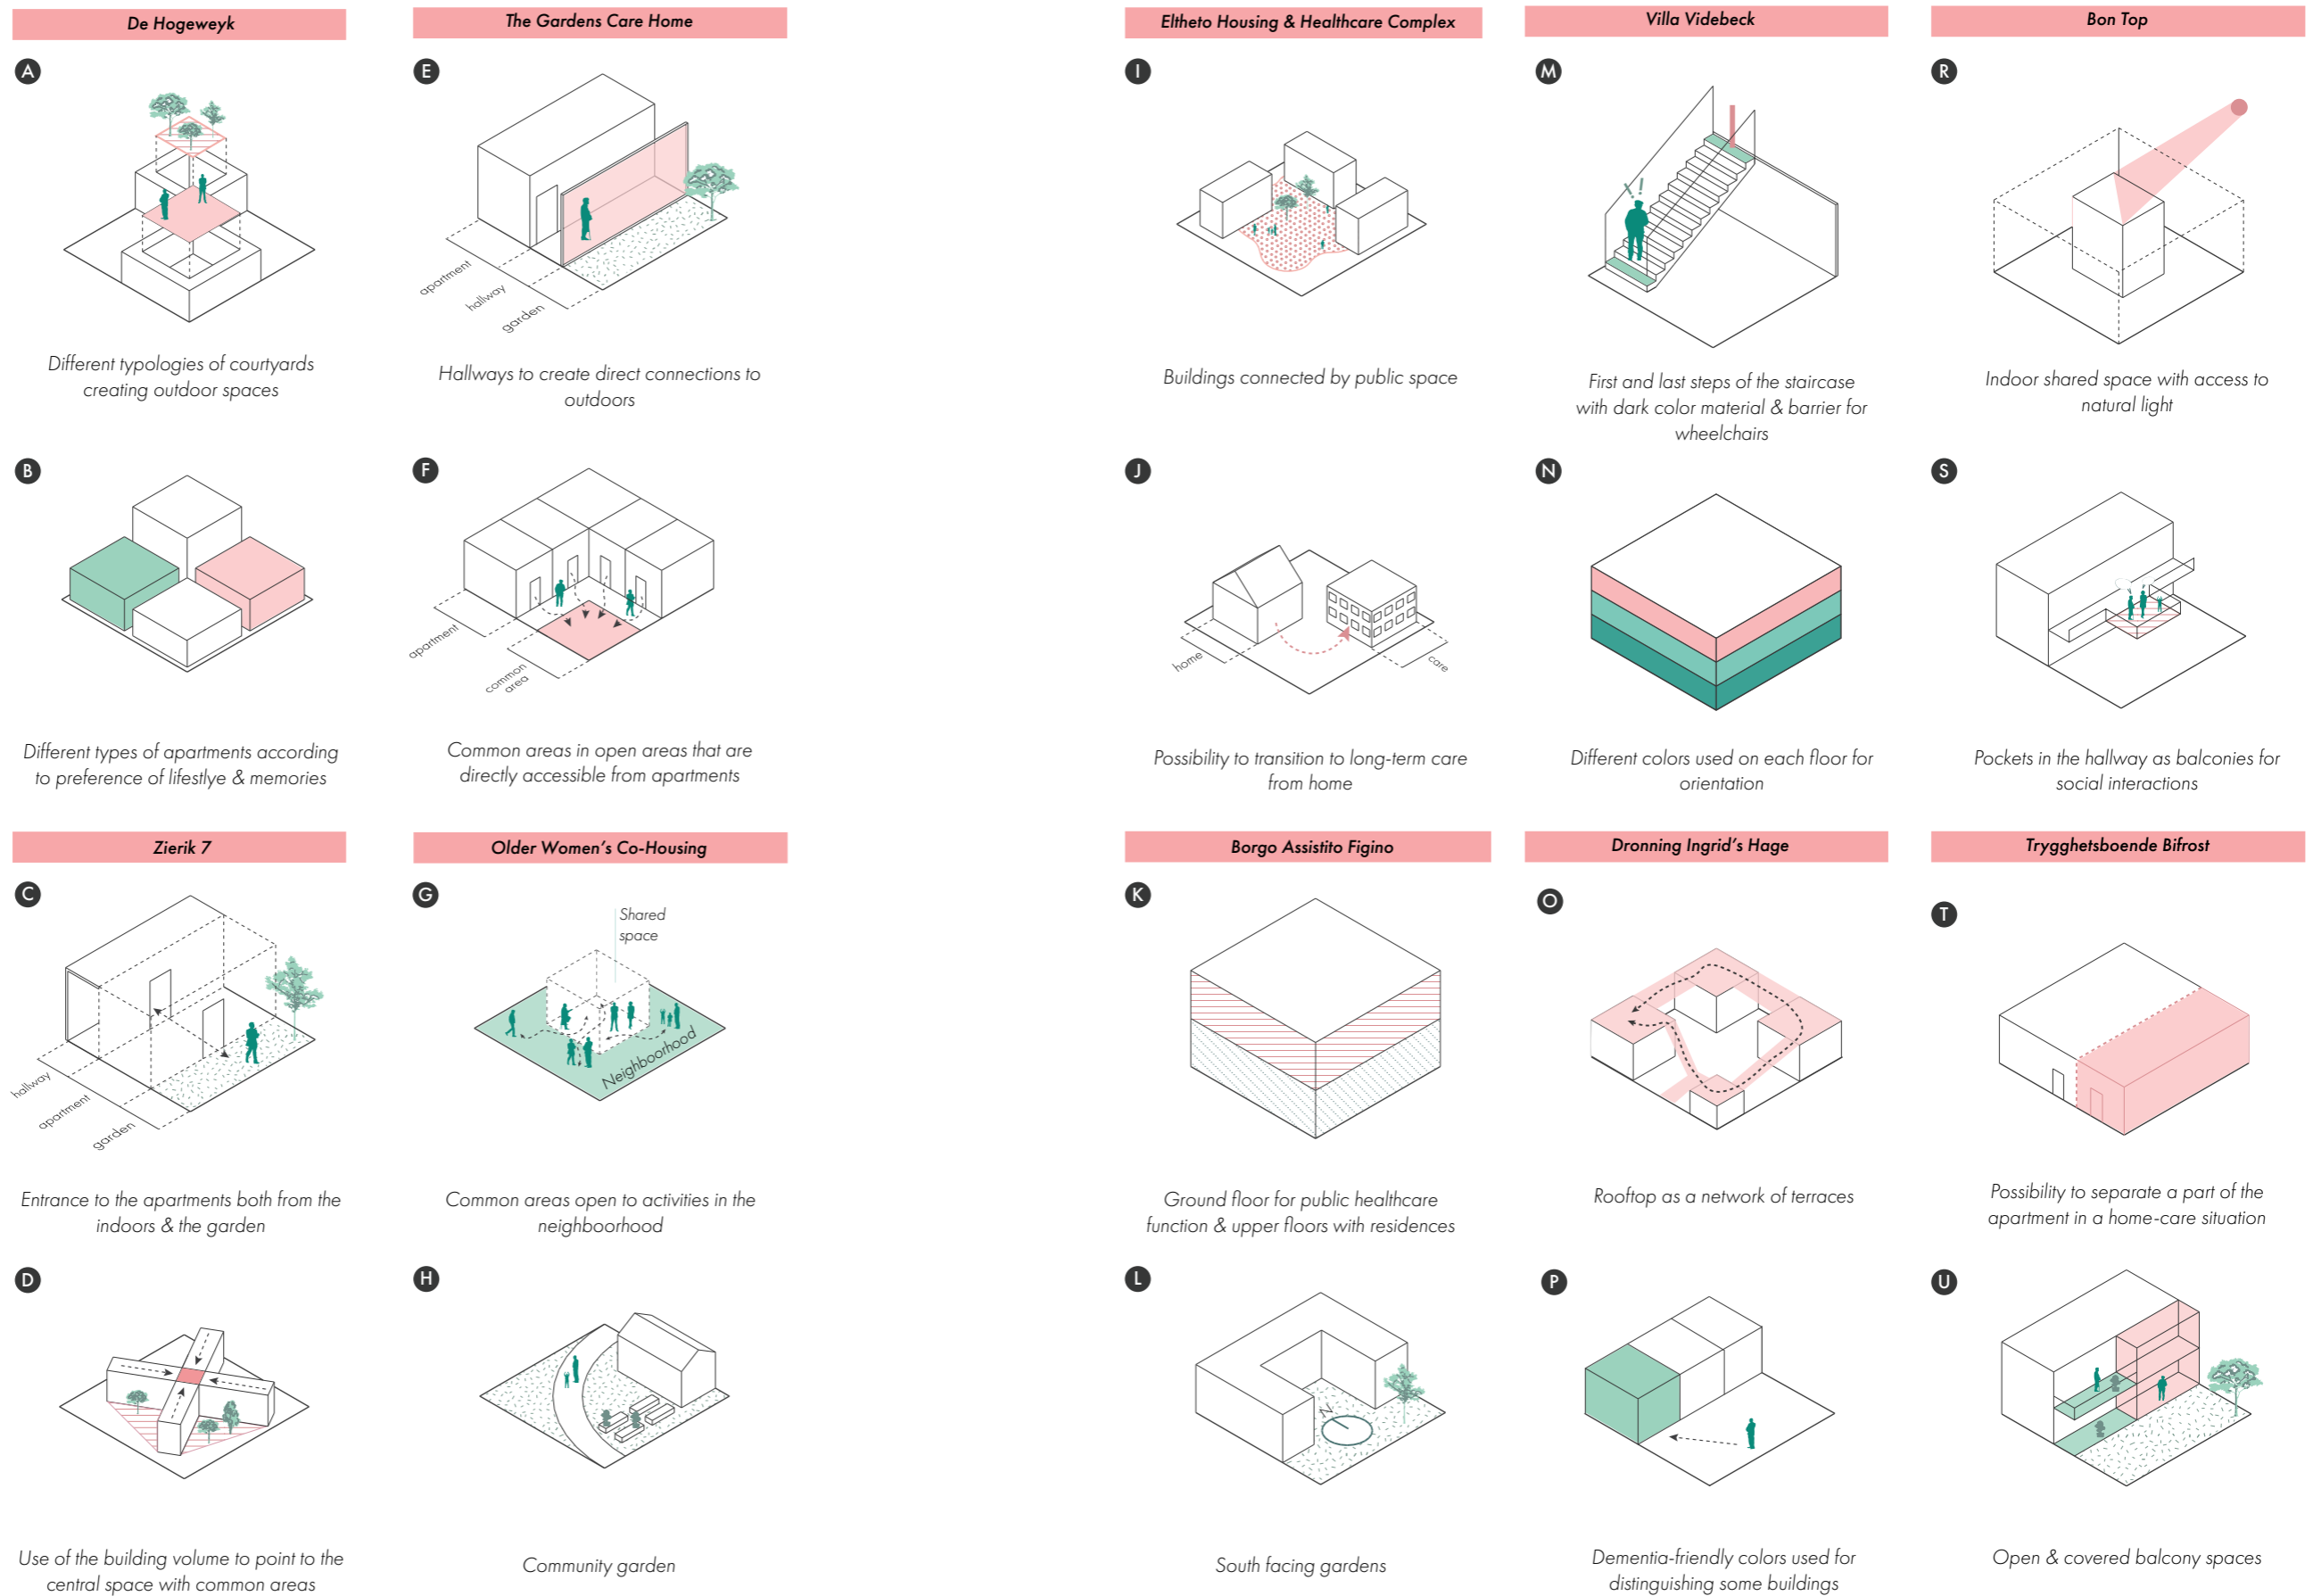 De Hogeweyk
A
Different typologies of courtyards
creating outdoor spaces
B
Different types of apartments according
to preference of lifestlye & memories
The Gardens Care Home
E
apartment
hallway
garden
Hallways to create direct connections to
outdoors
F
apartment
common
area
Common areas in open areas that are
directly accessible from apartments
Zierik 7
C
hallway
apartment
garden
Entrance to the apartments both from the
indoors & the garden
D
Use of the building volume to point to the
central space with common areas
Older Women's Co-Housing
G
Shared
space
Neighboorhood
Common areas open to activities in the
neighboorhood
H
Community garden
Eltheto Housing & Healthcare Complex
I
Buildings connected by public space
J
home
care
Possibility to transition to long-term care
from home
Villa Videbeck
M
!!
First and last steps of the staircase
with dark color material & barrier for
wheelchairs
N
Different colors used on each floor for
orientation
Bon Top
R
Indoor shared space with access to
natural light
S
Pockets in the hallway as balconies for
social interactions
Borgo Assistito Figino
K
Ground floor for public healthcare
function & upper floors with residences
L
N
South facing gardens
Dronning Ingrid's Hage
O
Rooftop as a network of terraces
P
Dementia-friendly colors used for
distinguishing some buildings
Trygghetsboende Bifrost
T
Possibility to separate a part of the
apartment in a home-care situation
U
Open & covered balcony spaces